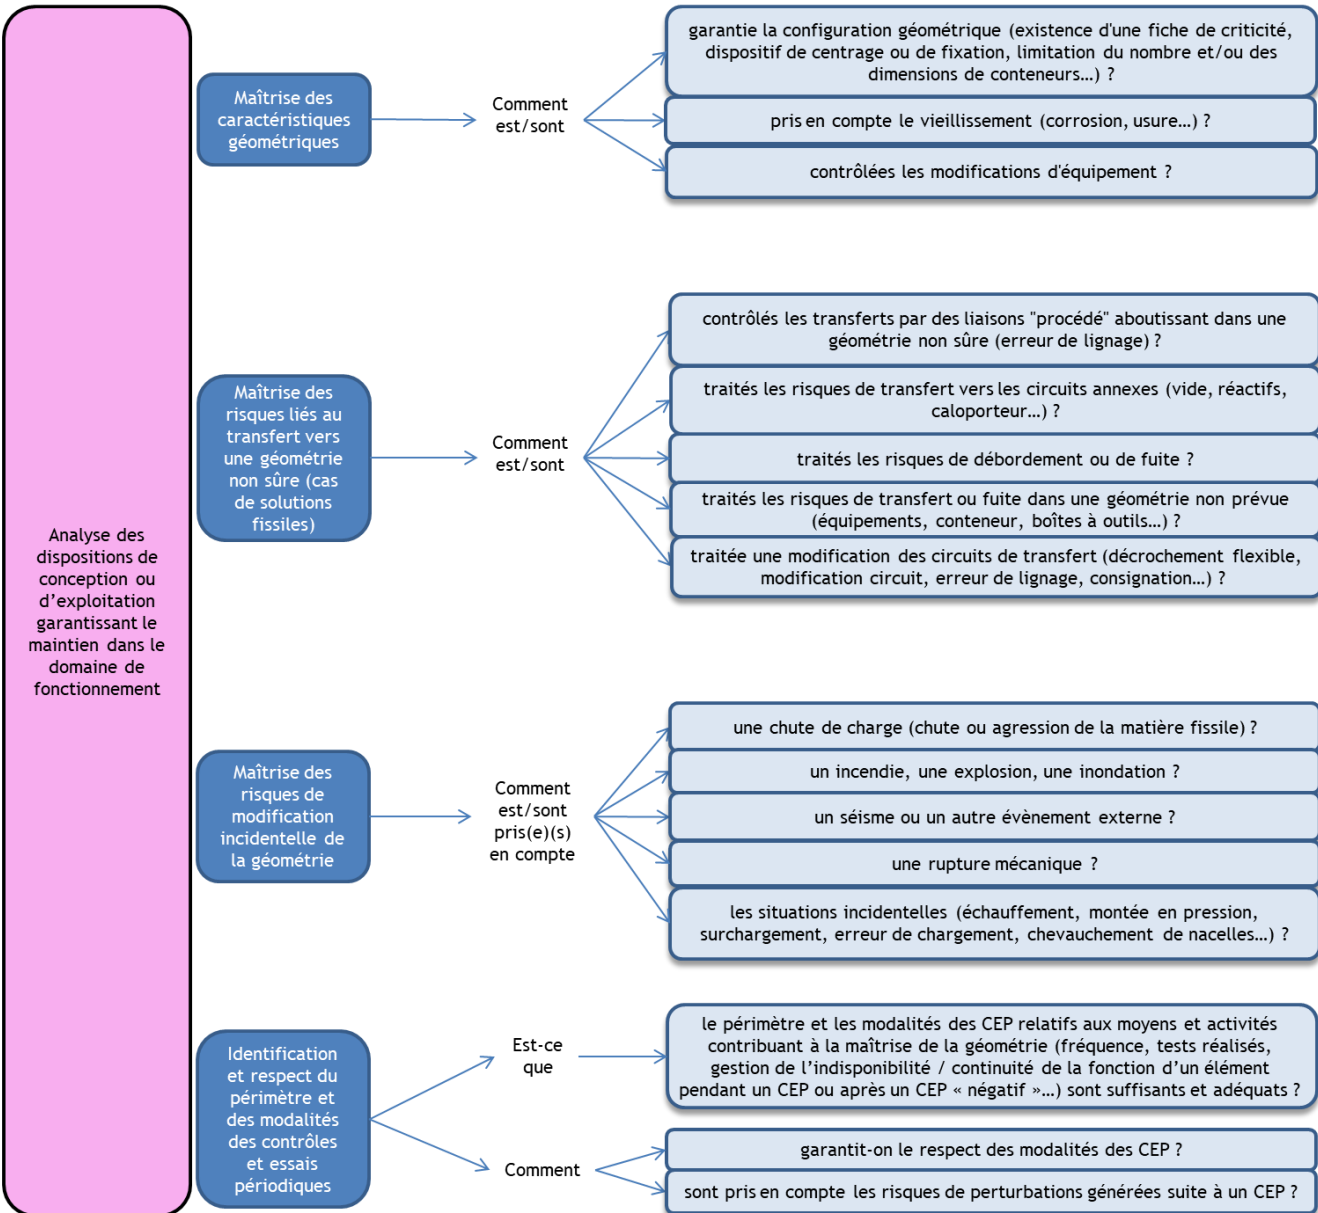 Analyse des
dispositions de
conception ou
d’exploitation
garantissant le
maintien dans le
domaine de
fonctionnement
Maîtrise des
caractéristiques
géométriques
Comment
est/sont
garantie la configuration géométrique (existence d'une fiche de criticité,
dispositif de centrage ou de fixation, limitation du nombre et/ou des
dimensions de conteneurs…) ?
pris en compte le vieillissement (corrosion, usure…) ?
contrôlées les modifications d'équipement ?
Maîtrise des
risques liés au
transfert vers
une géométrie
non sûre (cas
de solutions
fissiles)
Comment
est/sont
contrôlés les transferts par des liaisons "procédé" aboutissant dans une
géométrie non sûre (erreur de lignage) ?
traités les risques de transfert vers les circuits annexes (vide, réactifs,
caloporteur…) ?
traités les risques de débordement ou de fuite ?
traités les risques de transfert ou fuite dans une géométrie non prévue
(équipements, conteneur, boîtes à outils…) ?
traitée une modification des circuits de transfert (décrochement flexible,
modification circuit, erreur de lignage, consignation…) ?
Maîtrise des
risques de
modification
incidentelle de
la géométrie
Comment
est/sont
pris(e)(s)
en compte
une chute de charge (chute ou agression de la matière fissile) ?
un incendie, une explosion, une inondation ?
un séisme ou un autre évènement externe ?
une rupture mécanique ?
les situations incidentelles (échauffement, montée en pression,
surchargement, erreur de chargement, chevauchement de nacelles…) ?
Identification
et respect du
périmètre et
des modalités
des contrôles
et essais
périodiques
Est-ce
que
le périmètre et les modalités des CEP relatifs aux moyens et activités
contribuant à la maîtrise de la géométrie (fréquence, tests réalisés,
gestion de l’indisponibilité / continuité de la fonction d’un élément
pendant un CEP ou après un CEP « négatif »…) sont suffisants et adéquats ?
Comment
garantit-on le respect des modalités des CEP ?
sont pris en compte les risques de perturbations générées suite à un CEP ?